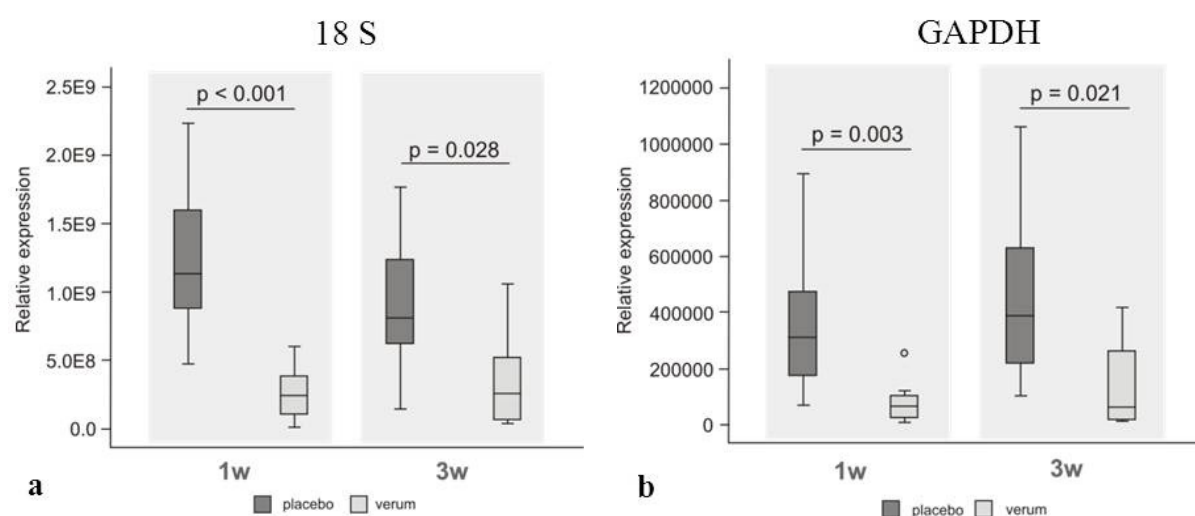 18 S
Relative expression
2.5E9
2.0E9
1.5E9
1.0E9
5.0E8
0.0
p < 0.001
p = 0.028
1w
3w
a
placebo
verum
GAPDH
Relative expression
1200000
1000000
800000
600000
400000
200000
0
p = 0.003
p = 0.021
1w
3w
b
placebo
verum